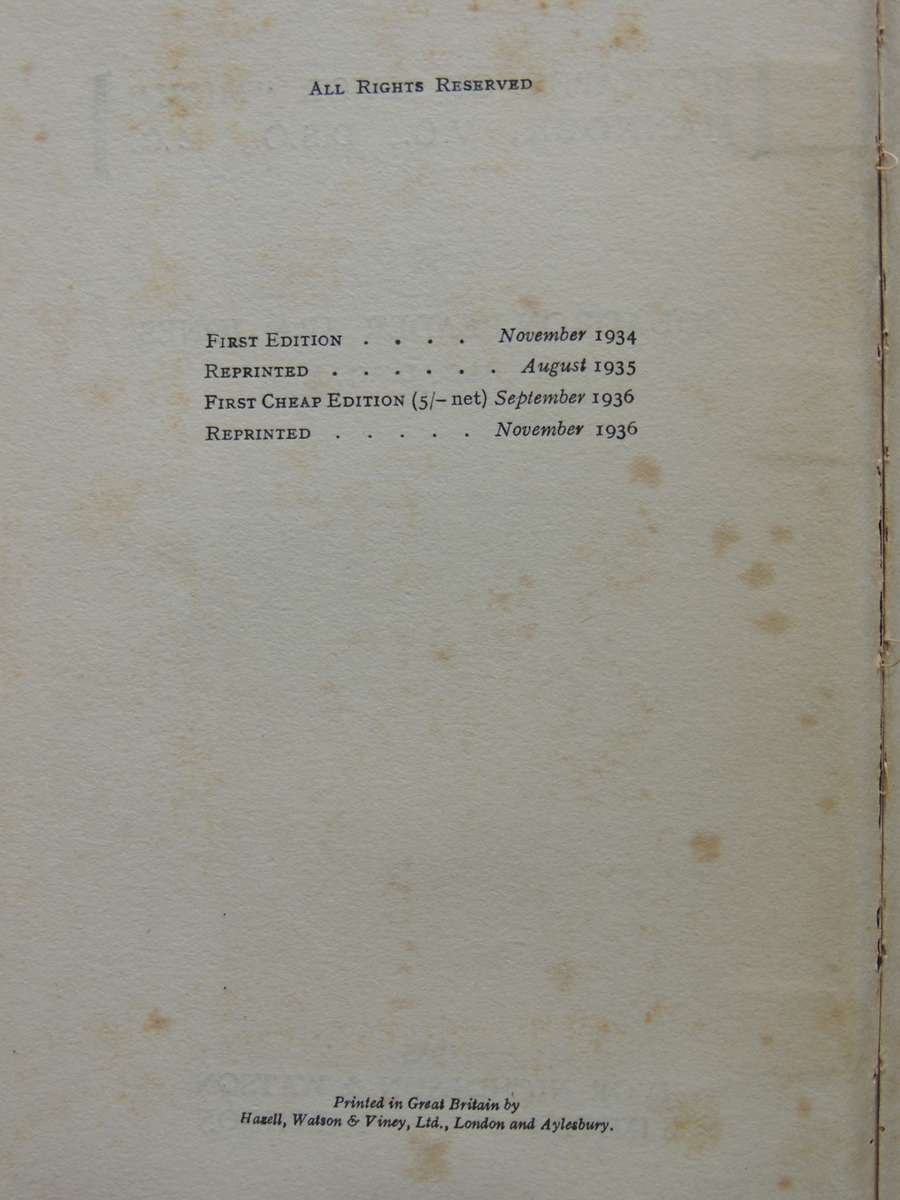 ALL RIGHTS RESERVED
FIRST EDITION . . . . November 1934
REPRINTED . . . . . . August 1935
FIRST CHEAP EDITION (5/- net) September 1936
REPRINTED . . . . . November 1936
Printed in Great Britain by
Hazell, Watson & Viney, Ltd., London and Aylesbury.